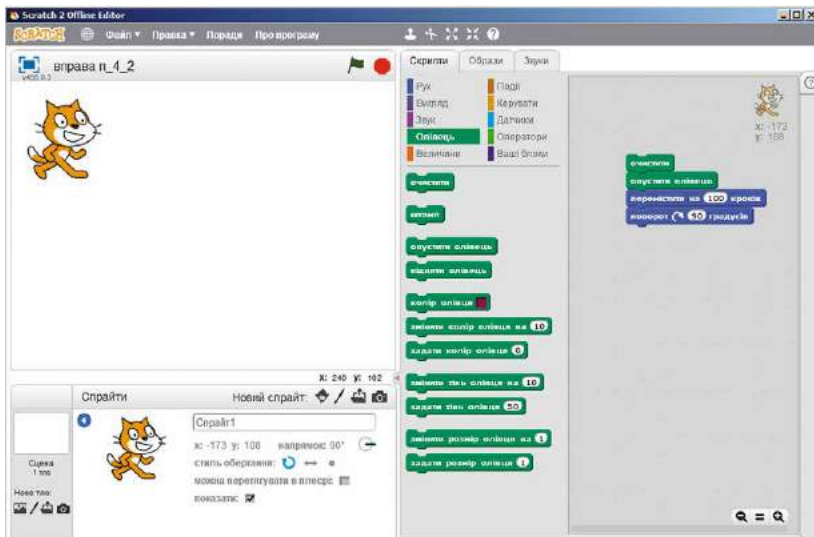 Scratch 2 Offline Editor
SCRATCH Файл Правка Поради Про програму
вправа п_4_2
v456.0.3
Скрипти Образи Звуки
Рух Події
Вигляд Керувати
Звук Датчики
Олівець Оператори
Величини Ваші блоки
очистити
штамп
опустити олівець
підняти олівець
колір олівця
змінити колір олівця на 10
задати колір олівця 0
змінити тінь олівця на 10
задати тінь олівця 50
змінити розмір олівця на 1
задати розмір олівця 1
x: -173
y: 108
очистити
опустити олівець
перемістити на 100 кроків
поворот 90 градусів
x: 240 y: 102
Спрайти Новий спрайт:
Спрайт1
x: -173 y: 108 напрямок: 90°
стиль обертання:
можна перетягувати в плеєрі:
показати:
Сцена
1 тло
Нове тло: